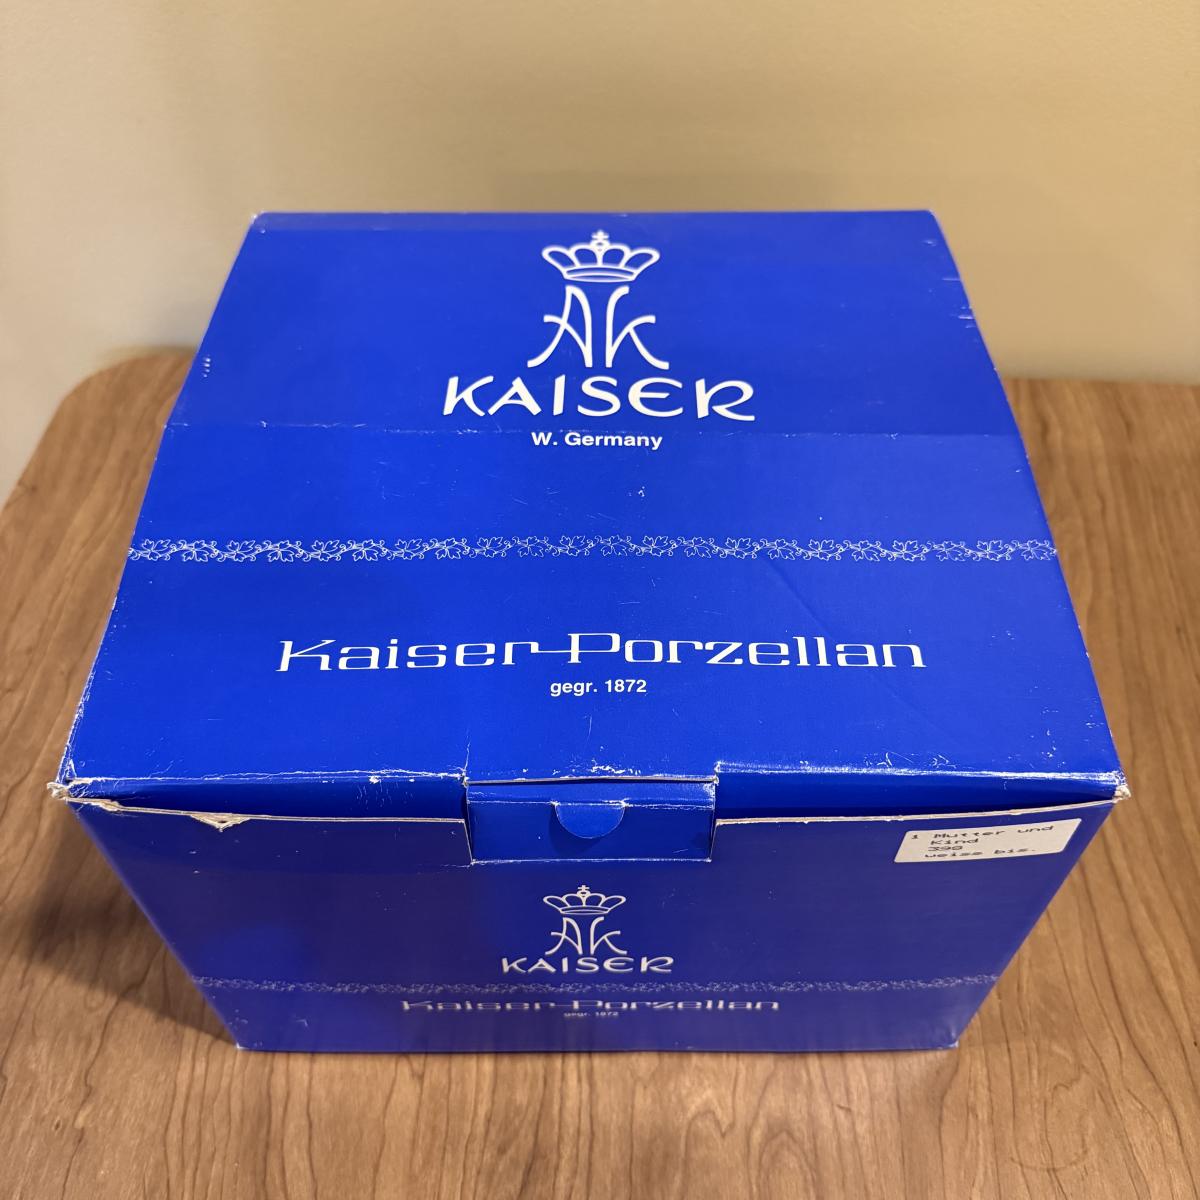 AK
KAISER
W. Germany
Kaiser-Porzellan
gegr. 1872
1 Mutter und
Kind
398
weiss bis.
AK
KAISER
Kaiser-Porzellan
gegr. 1872